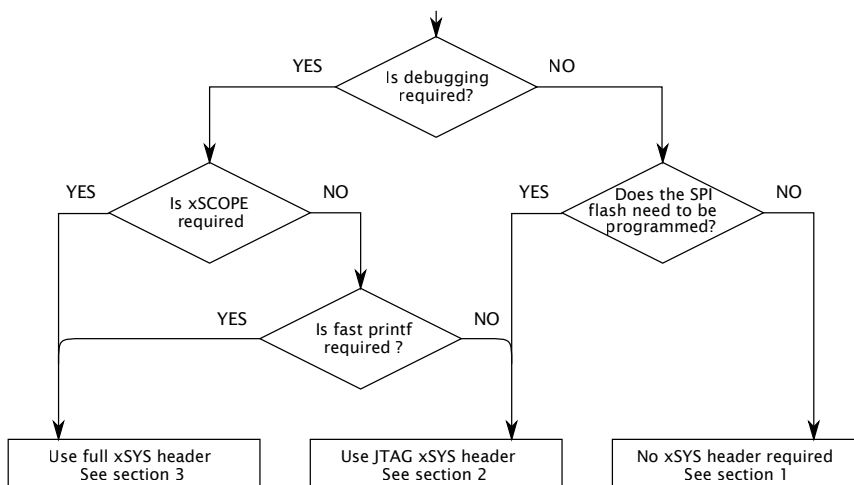 YES
NO
Is debugging
required?
YES
NO
YES
NO
Is xSCOPE
required
Does the SPI
flash need to be
programmed?
YES
NO
Is fast printf
required ?
Use full xSYS header
See section 3
Use JTAG xSYS header
See section 2
No xSYS header required
See section 1